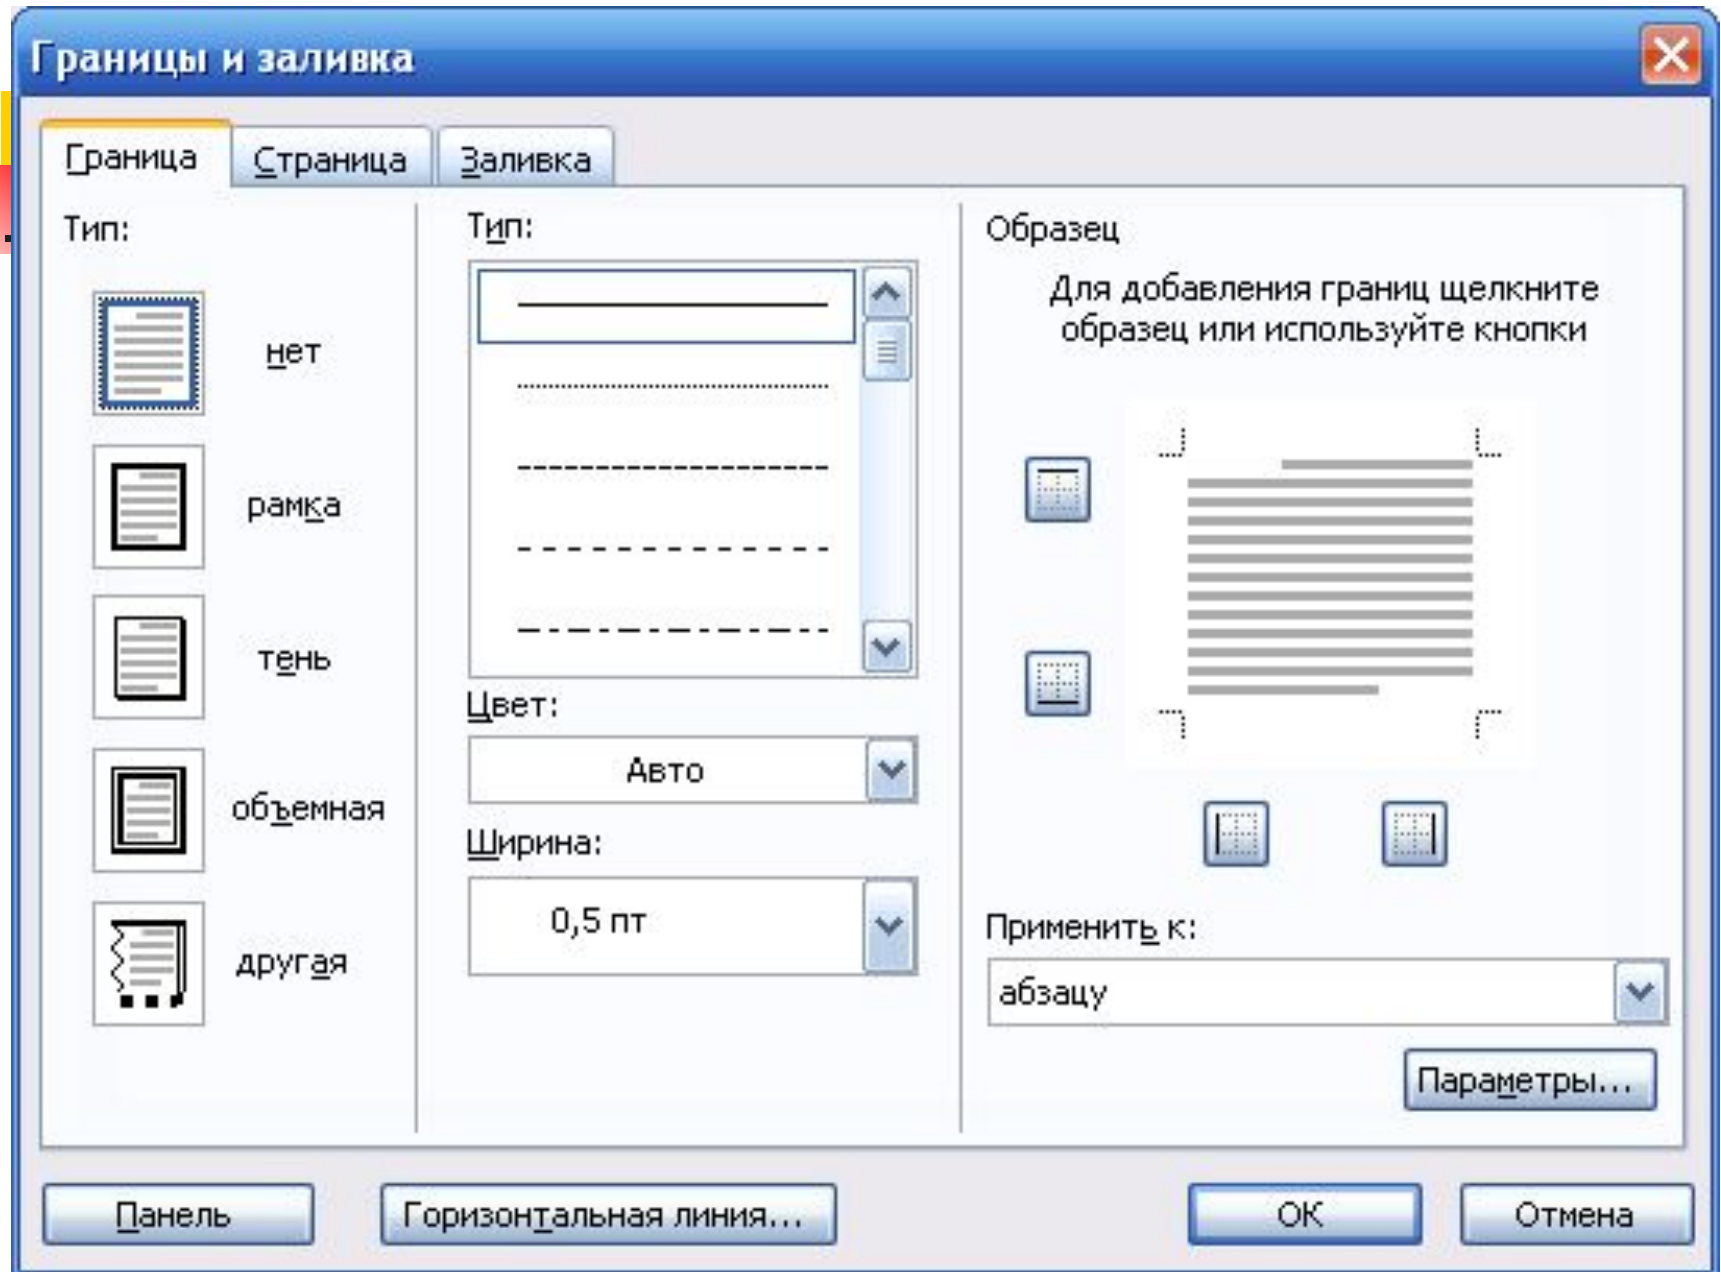 Границы и заливка
Граница
Страница
Заливка
Тип:
нет
рамка
тень
объемная
другая
Тип:
Цвет:
Авто
Ширина:
0,5 пт
Образец
Для добавления границ щелкните
образец или используйте кнопки
Применить к:
абзацу
Параметры...
Панель
Горизонтальная линия...
ОК
Отмена